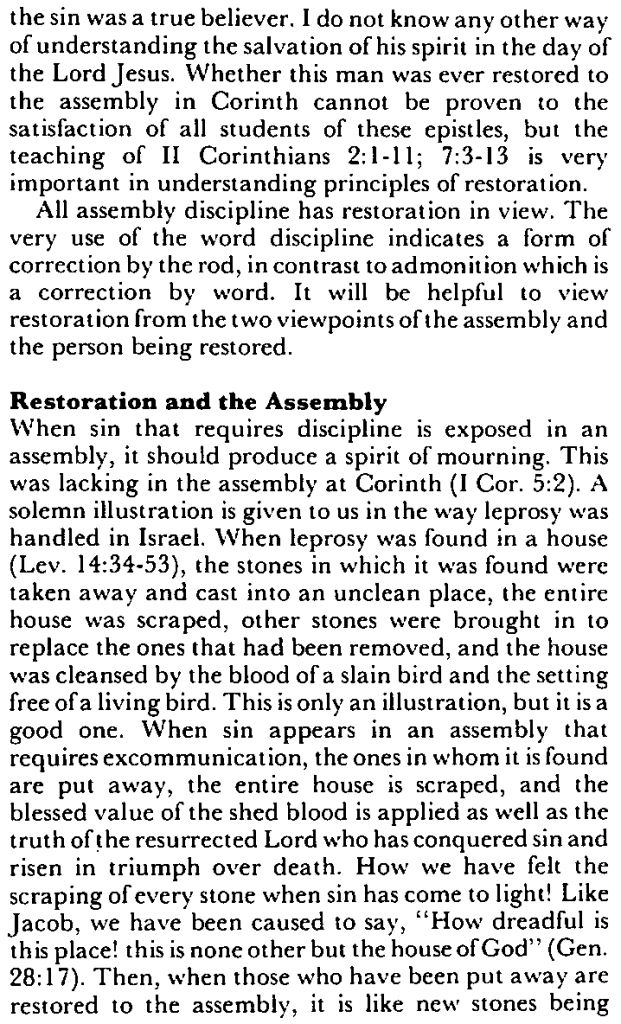 the sin was a true believer. I do not know any other way
of understanding the salvation of his spirit in the day of
the Lord Jesus. Whether this man was ever restored to
the assembly in Corinth cannot be proven to the
satisfaction of all students of these epistles, but the
teaching of II Corinthians 2:1-11; 7:3-13 is very
important in understanding principles of restoration.
All assembly discipline has restoration in view. The
very use of the word discipline indicates a form of
correction by the rod, in contrast to admonition which is
a correction by word. It will be helpful to view
restoration from the two viewpoints of the assembly and
the person being restored.

Restoration and the Assembly
When sin that requires discipline is exposed in an
assembly, it should produce a spirit of mourning. This
was lacking in the assembly at Corinth (I Cor. 5:2). A
solemn illustration is given to us in the way leprosy was
handled in Israel. When leprosy was found in a house
(Lev. 14:34-53), the stones in which it was found were
taken away and cast into an unclean place, the entire
house was scraped, other stones were brought in to
replace the ones that had been removed, and the house
was cleansed by the blood of a slain bird and the setting
free of a living bird. This is only an illustration, but it is a
good one. When sin appears in an assembly that
requires excommunication, the ones in whom it is found
are put away, the entire house is scraped, and the
blessed value of the shed blood is applied as well as the
truth of the resurrected Lord who has conquered sin and
risen in triumph over death. How we have felt the
scraping of every stone when sin has come to light! Like
Jacob, we have been caused to say, "How dreadful is
this place! this is none other but the house of God" (Gen.
28:17). Then, when those who have been put away are
restored to the assembly, it is like new stones being